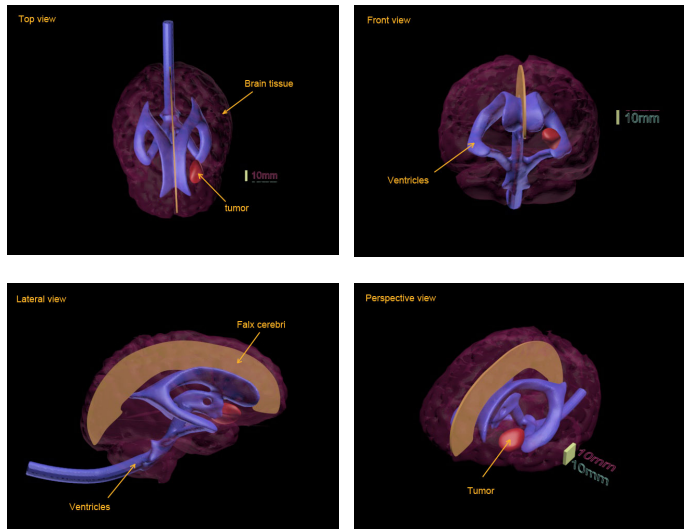 Top view
Brain tissue
10mm
tumor
Front view
10mm
Ventricles
Lateral view
Falx cerebri
Ventricles
Perspective view
10mm
10mm
Tumor